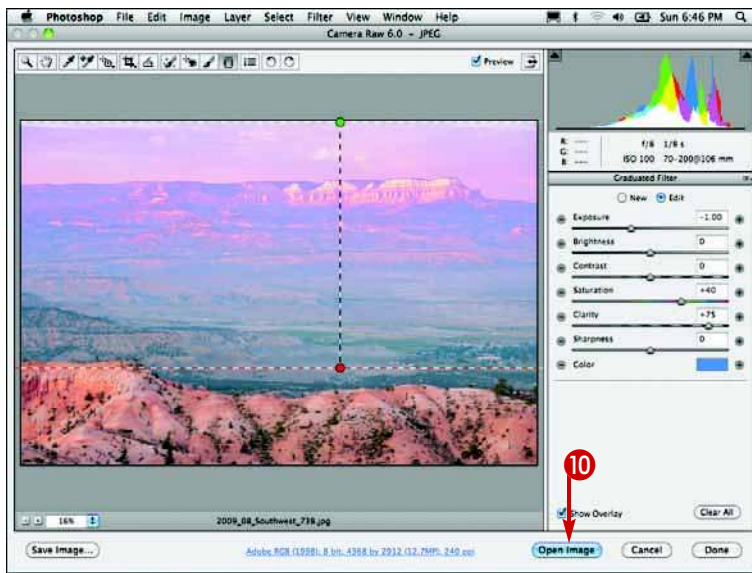 Photoshop File Edit Image Layer Select Filter View Window Help Sun 6:46 PM
Camera Raw 6.0 – JPEG
Preview
R: ---
G: ---
B: ---
f/8 1/8 s
ISO 100 70-200@106 mm
Graduated Filter
New Edit
Exposure -1.00
Brightness 0
Contrast 0
Saturation +40
Clarity +75
Sharpness 0
Color
10
Show Overlay Clear All
16% 2009_08_Southwest_739.jpg
Save Image... Adobe RGB (1998); 8 bit; 4368 by 2912 (12.7MP); 240 ppi Open Image Cancel Done